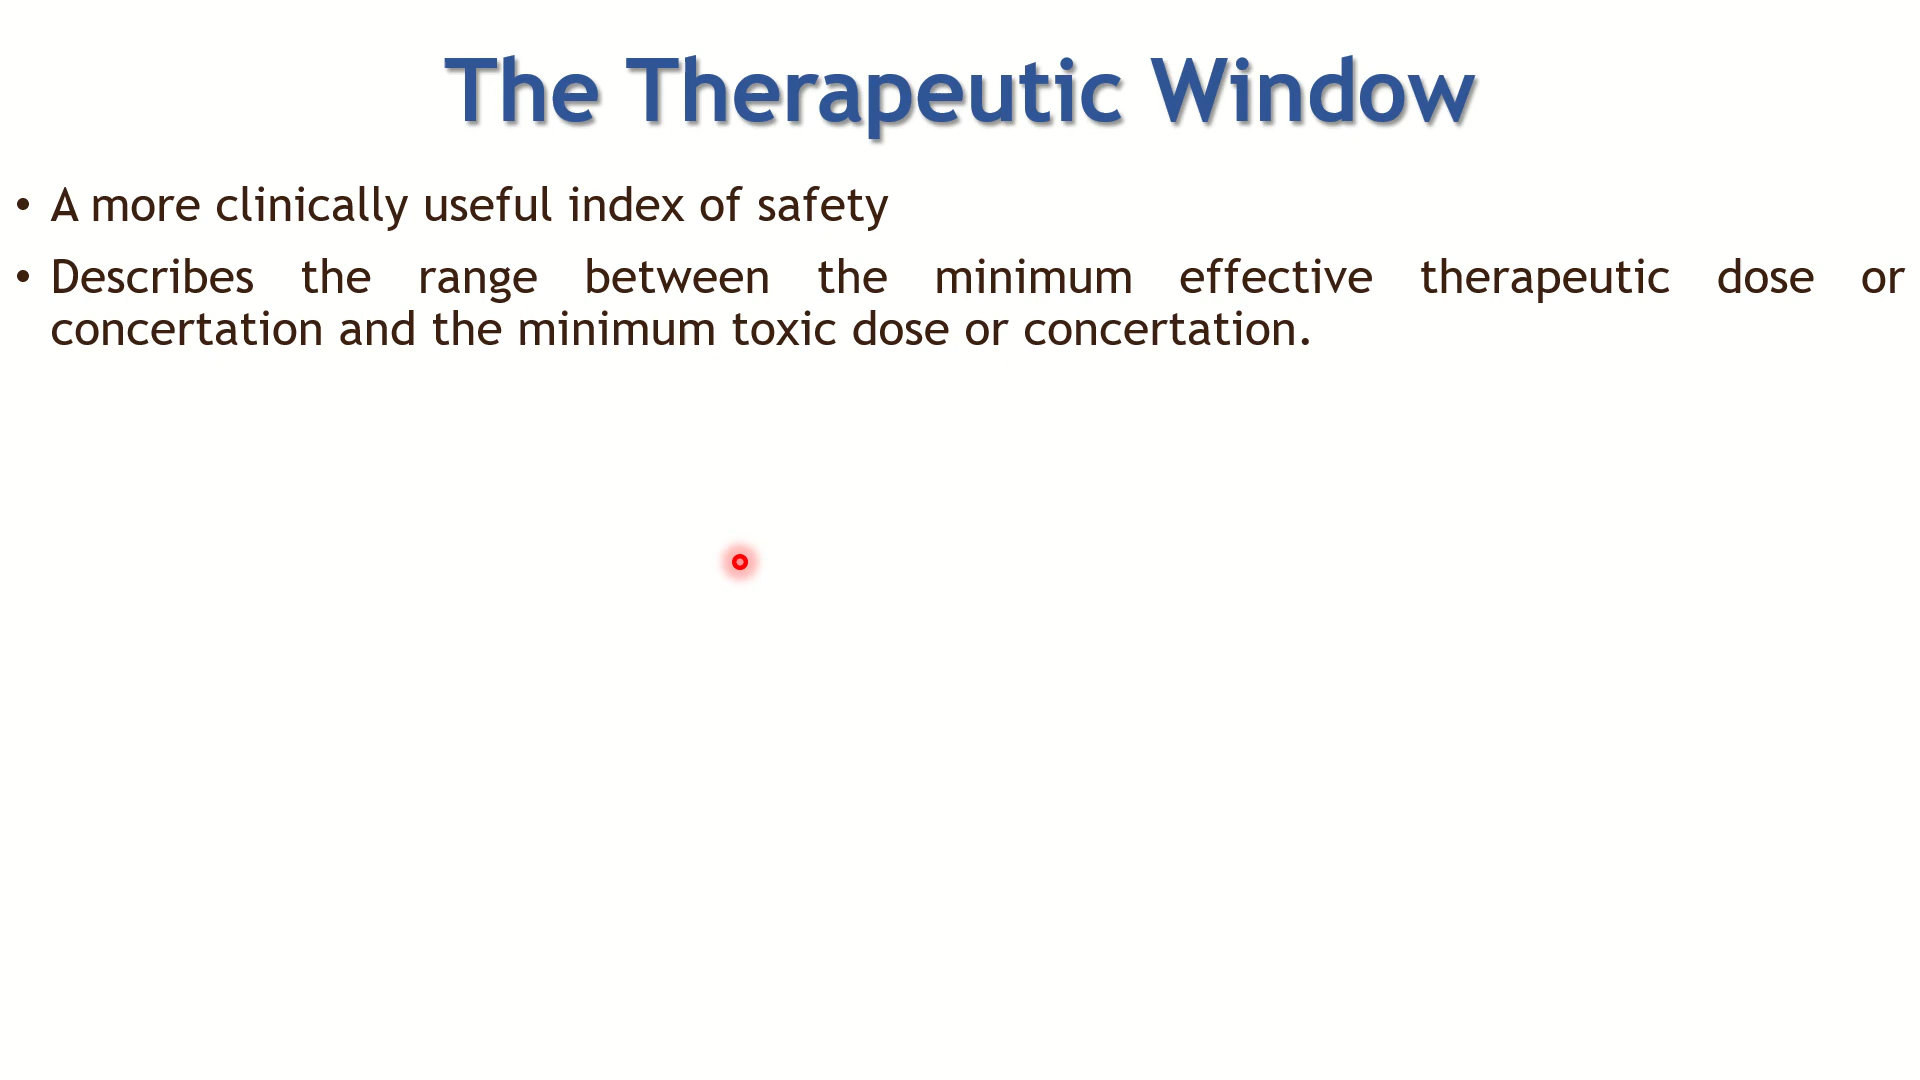 The Therapeutic Window
• A more clinically useful index of safety
• Describes the range between the minimum effective therapeutic dose or
concertation and the minimum toxic dose or concertation.